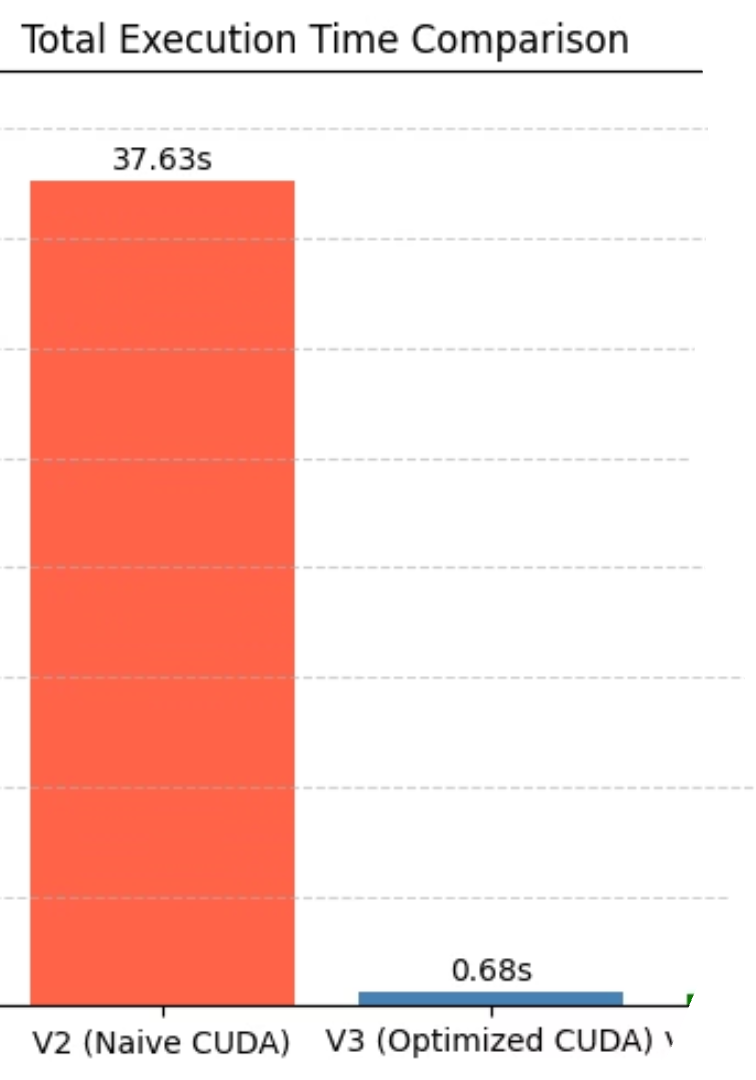 Total Execution Time Comparison
37.63s
0.68s
V2 (Naive CUDA) V3 (Optimized CUDA)